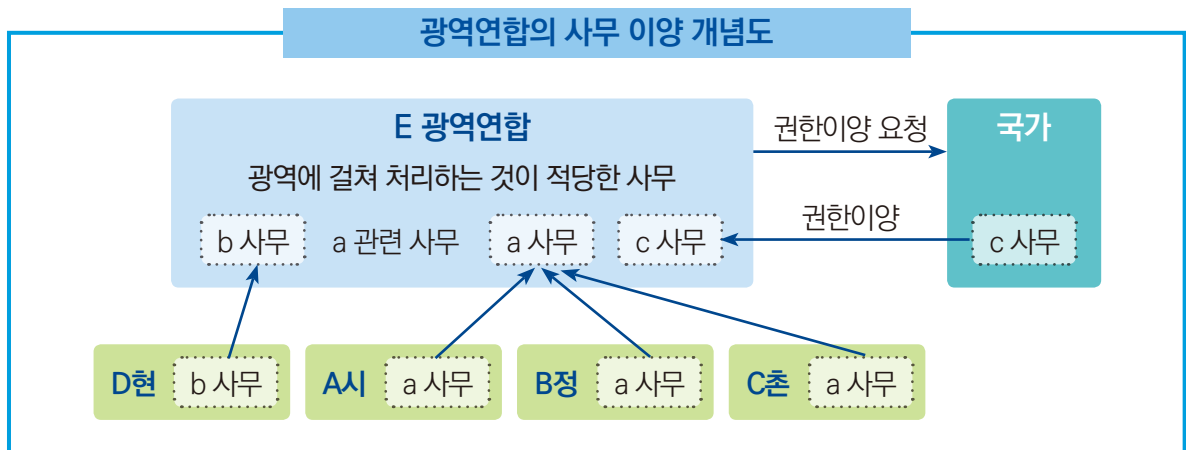 광역연합의 사무 이양 개념도
E 광역연합
권한이양 요청
국가
광역에 걸쳐 처리하는 것이 적당한 사무
권한이양
b 사무
a 관련 사무
a 사무
c 사무
c 사무
D현 b 사무
A시 a 사무
B정 a 사무
C촌 a 사무